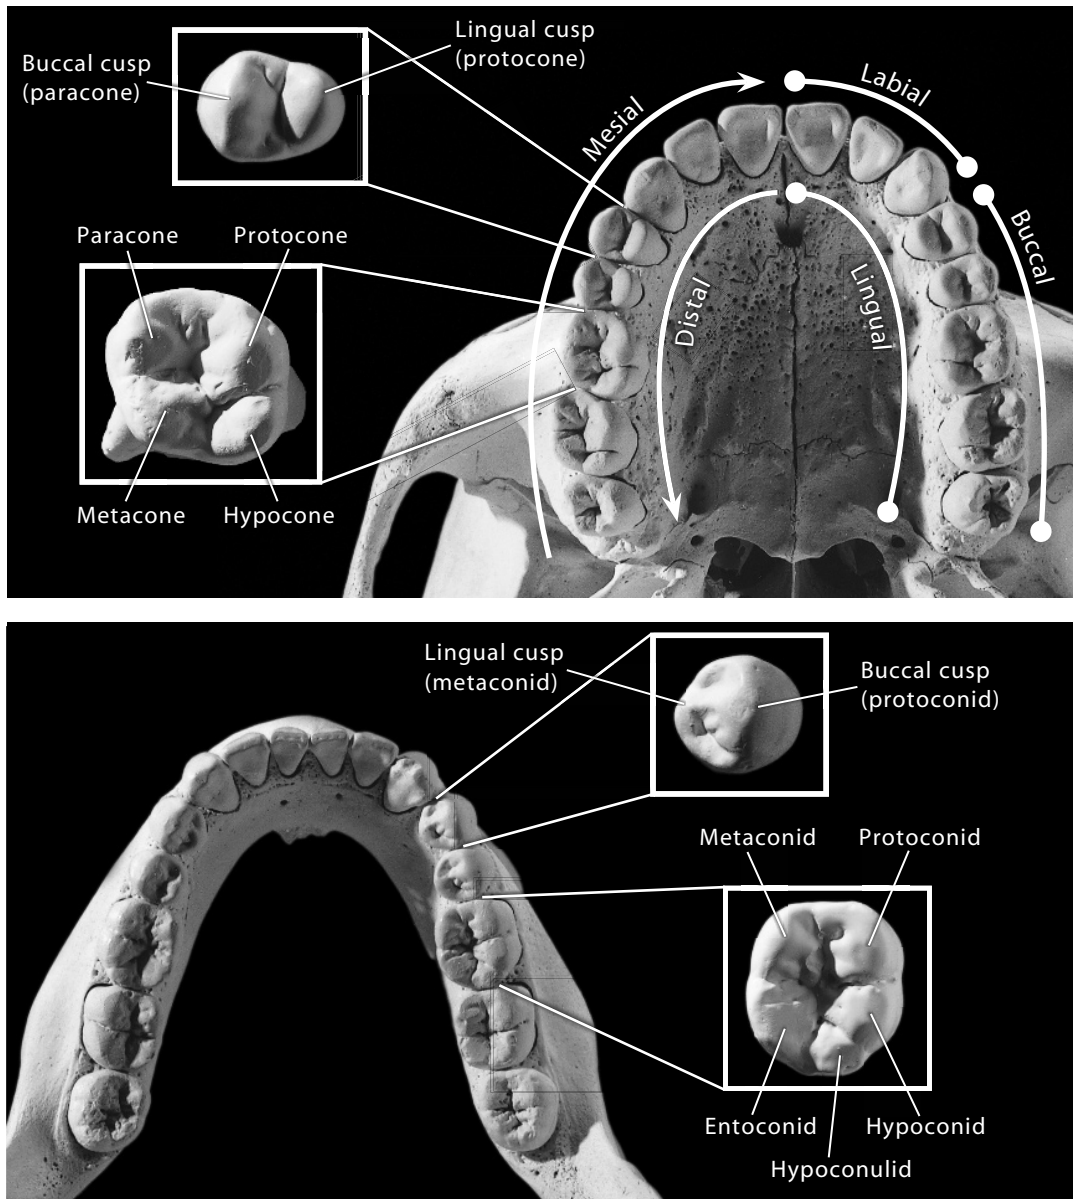 Buccal cusp
(paracone)
Lingual cusp
(protocone)
Mesial
Labial
Buccal
Distal
Lingual
Paracone
Protocone
Metacone
Hypocone
Lingual cusp
(metaconid)
Buccal cusp
(protoconid)
Metaconid
Protoconid
Entoconid
Hypoconid
Hypoconulid